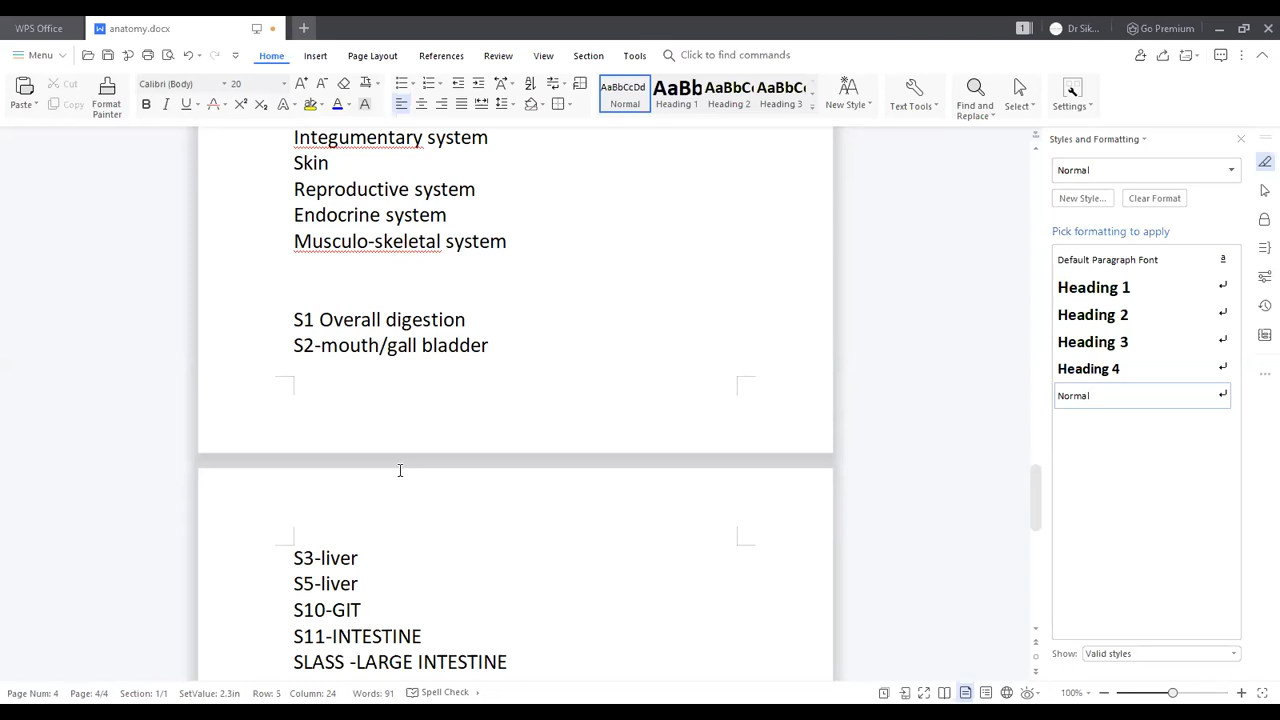 WPS Office
anatomy.docx
1
Dr Sik...
Go Premium
Menu
Home
Insert
Page Layout
References
Review
View
Section
Tools
Click to find commands
Paste
Cut
Copy
Format
Painter
Calibri (Body)
20
AaBbCcDd
Normal
AaBb
Heading 1
AaBbC
Heading 2
AaBbC
Heading 3
New Style
Text Tools
Find and
Replace
Select
Settings
Integumentary system
Skin
Reproductive system
Endocrine system
Musculo-skeletal system
S1 Overall digestion
S2-mouth/gall bladder
S3-liver
S5-liver
S10-GIT
S11-INTESTINE
SLASS -LARGE INTESTINE
Styles and Formatting
Normal
New Style...
Clear Format
Pick formatting to apply
Default Paragraph Font
a
Heading 1
Heading 2
Heading 3
Heading 4
Normal
Show:
Valid styles
Page Num: 4
Page: 4/4
Section: 1/1
SetValue: 2.3in
Row: 5
Column: 24
Words: 91
Spell Check
100%